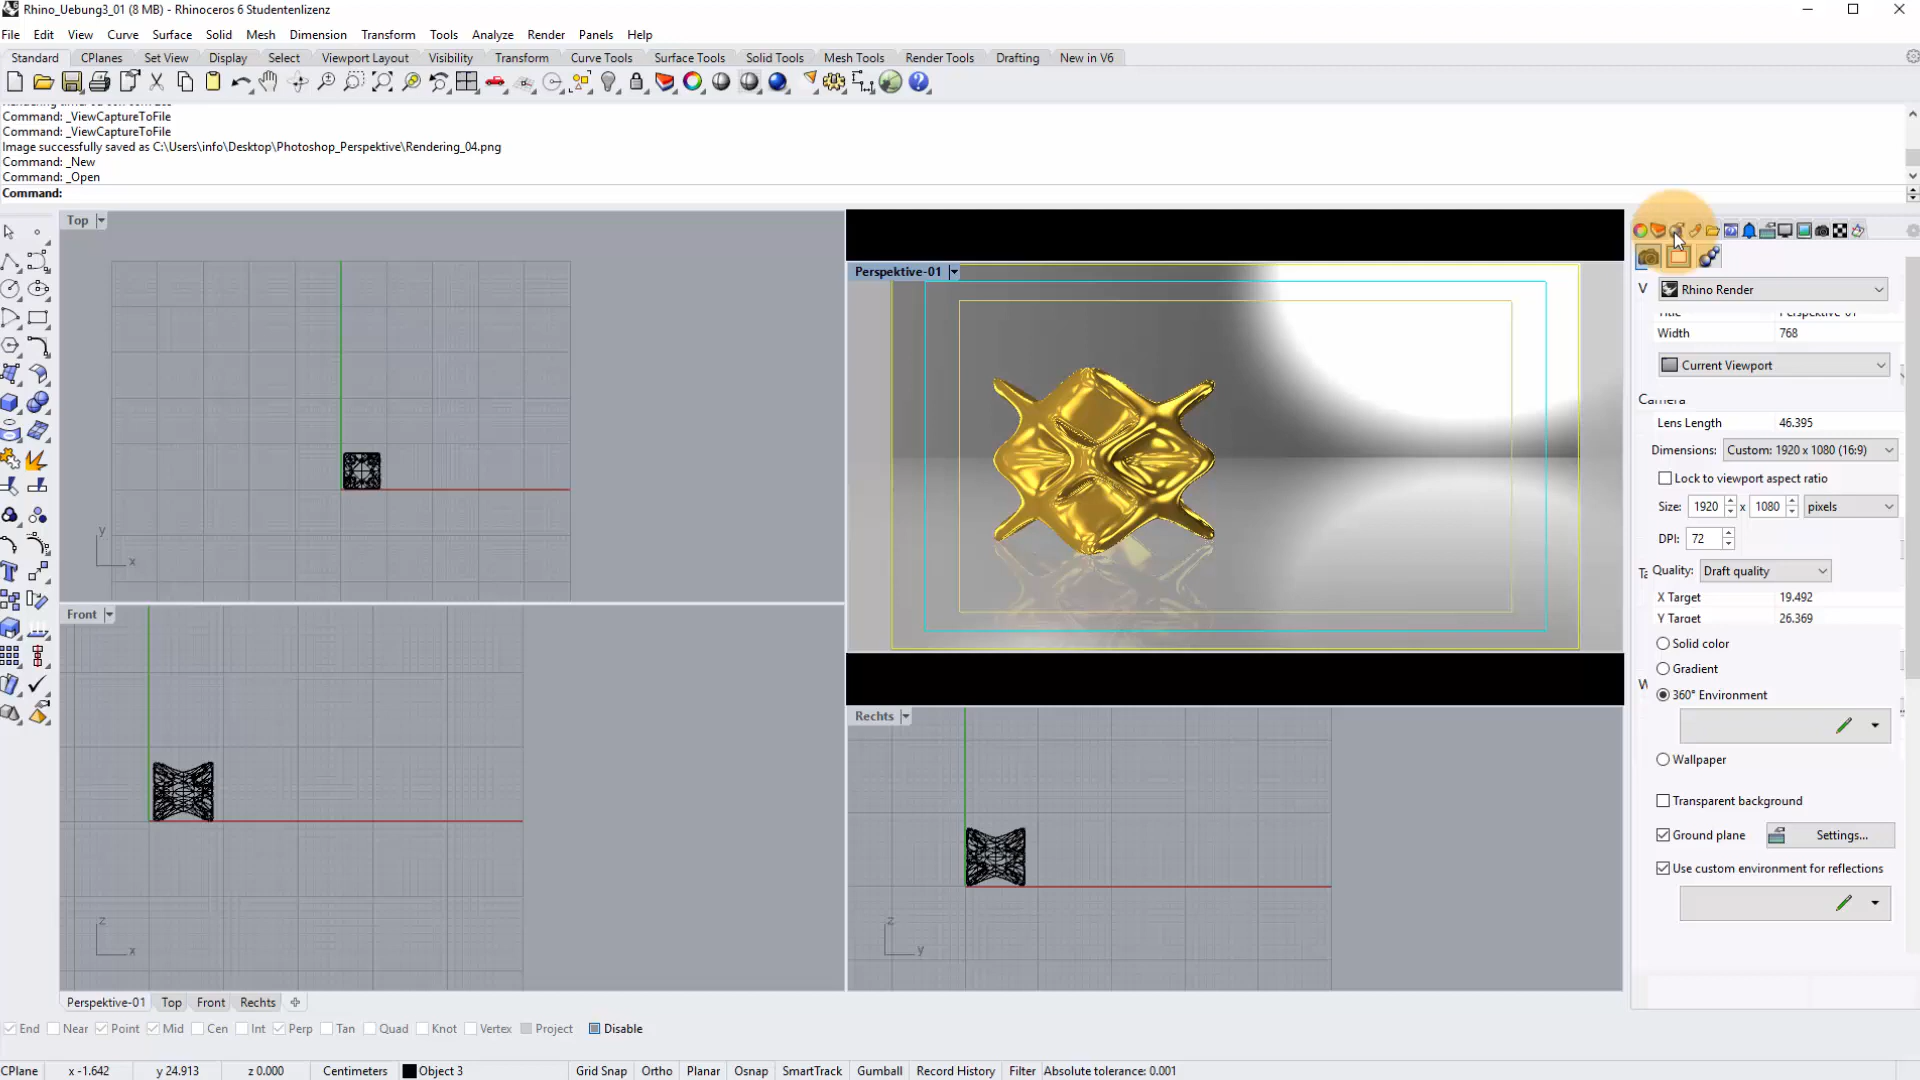 Rhino_Uebung3_01 (8 MB) - Rhinoceros 6 Studentenlizenz
File Edit View Curve Surface Solid Mesh Dimension Transform Tools Analyze Render Panels Help
Standard CPlanes Set View Display Select Viewport Layout Visibility Transform Curve Tools Surface Tools Solid Tools Mesh Tools Render Tools Drafting New in V6
Command: _ViewCaptureToFile
Command: _ViewCaptureToFile
Image successfully saved as C:\Users\info\Desktop\Photoshop_Perspektive\Rendering_04.png
Command: _New
Command: _Open
Command:
Top
Perspektive-01
V Rhino Render
Width 768
Current Viewport
Camera
Lens Length 46.395
Dimensions: Custom: 1920 x 1080 (16:9)
Lock to viewport aspect ratio
Size: 1920 x 1080 pixels
DPI: 72
Quality: Draft quality
X Target 19.492
Y Target 26.369
Solid color
Gradient
360° Environment
Wallpaper
Transparent background
Ground plane Settings...
Use custom environment for reflections
y
x
Front
Rechts
z
x
z
y
Perspektive-01 Top Front Rechts
End Near Point Mid Cen Int Perp Tan Quad Knot Vertex Project Disable
CPlane x -1.642 y 24.913 z 0.000 Centimeters Object 3 Grid Snap Ortho Planar Osnap SmartTrack Gumball Record History Filter Absolute tolerance: 0.001